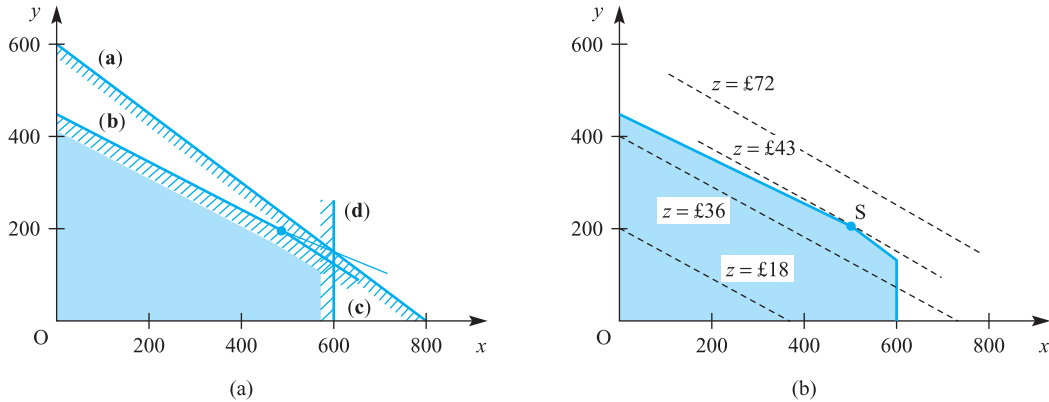 y
600
(a)
(b)
400
200
(d)
(c)
O
200
400
600
800
x
(a)
y
600
z = £72
400
z = £43
z = £36
S
200
z = £18
O
200
400
600
800
x
(b)